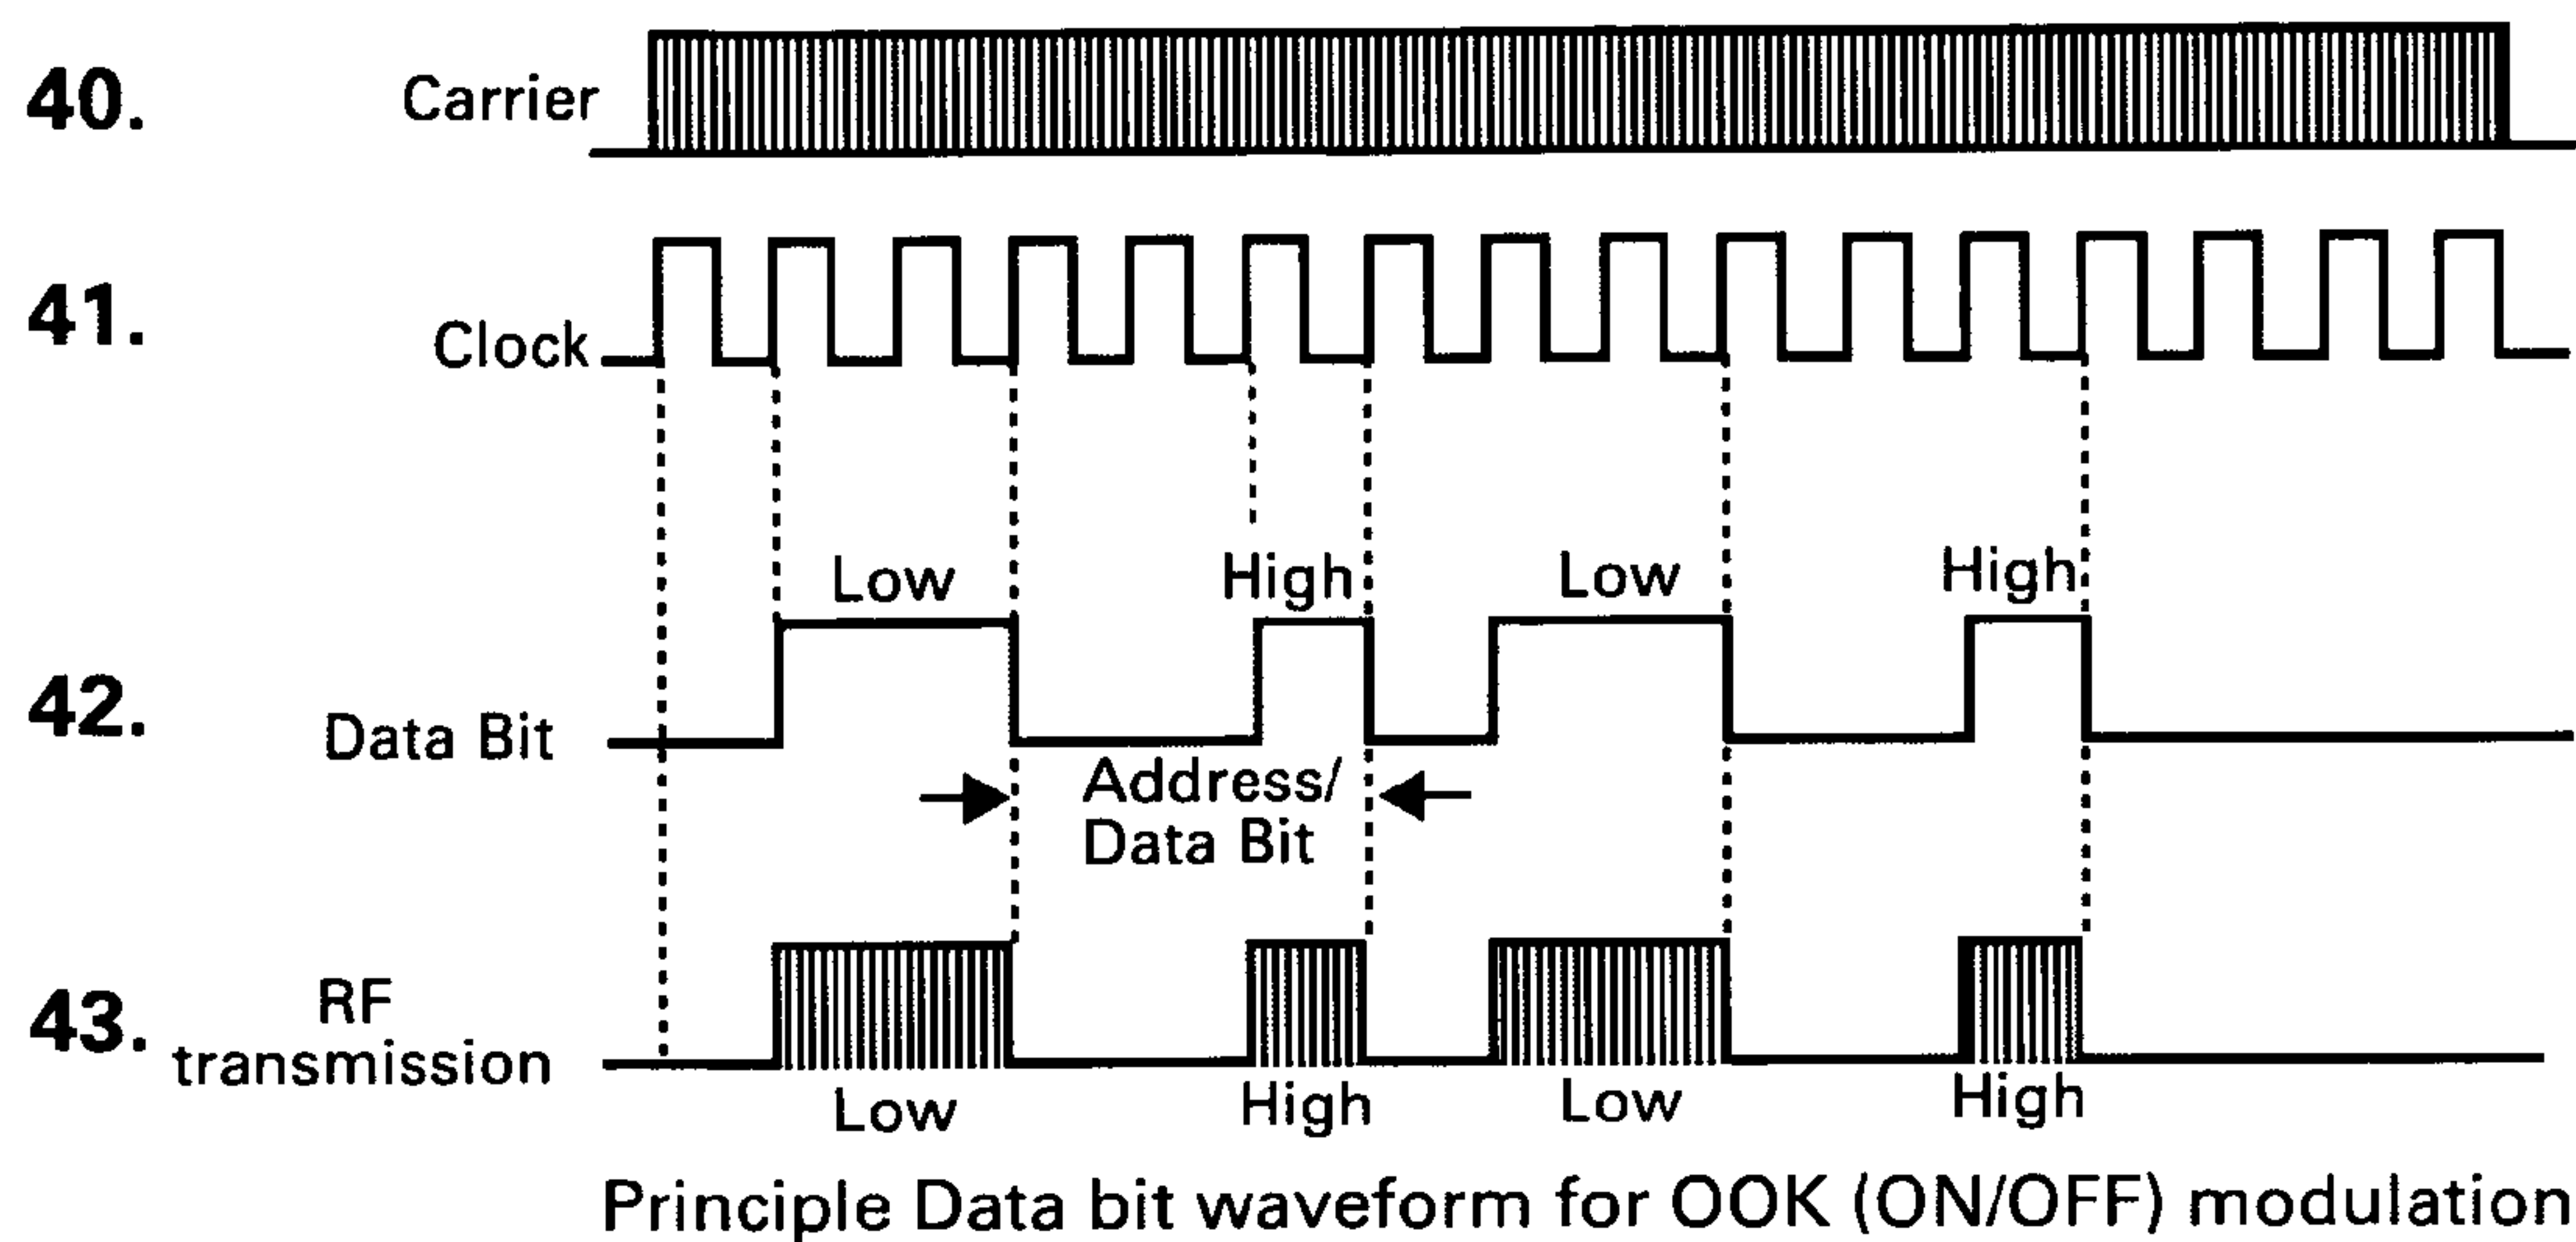 40.
Carrier
41.
Clock
Low
High
Low
High
42.
Data Bit
Address/
Data Bit
43.
RF
transmission
Low
High
Low
High
Principle Data bit waveform for OOK (ON/OFF) modulation